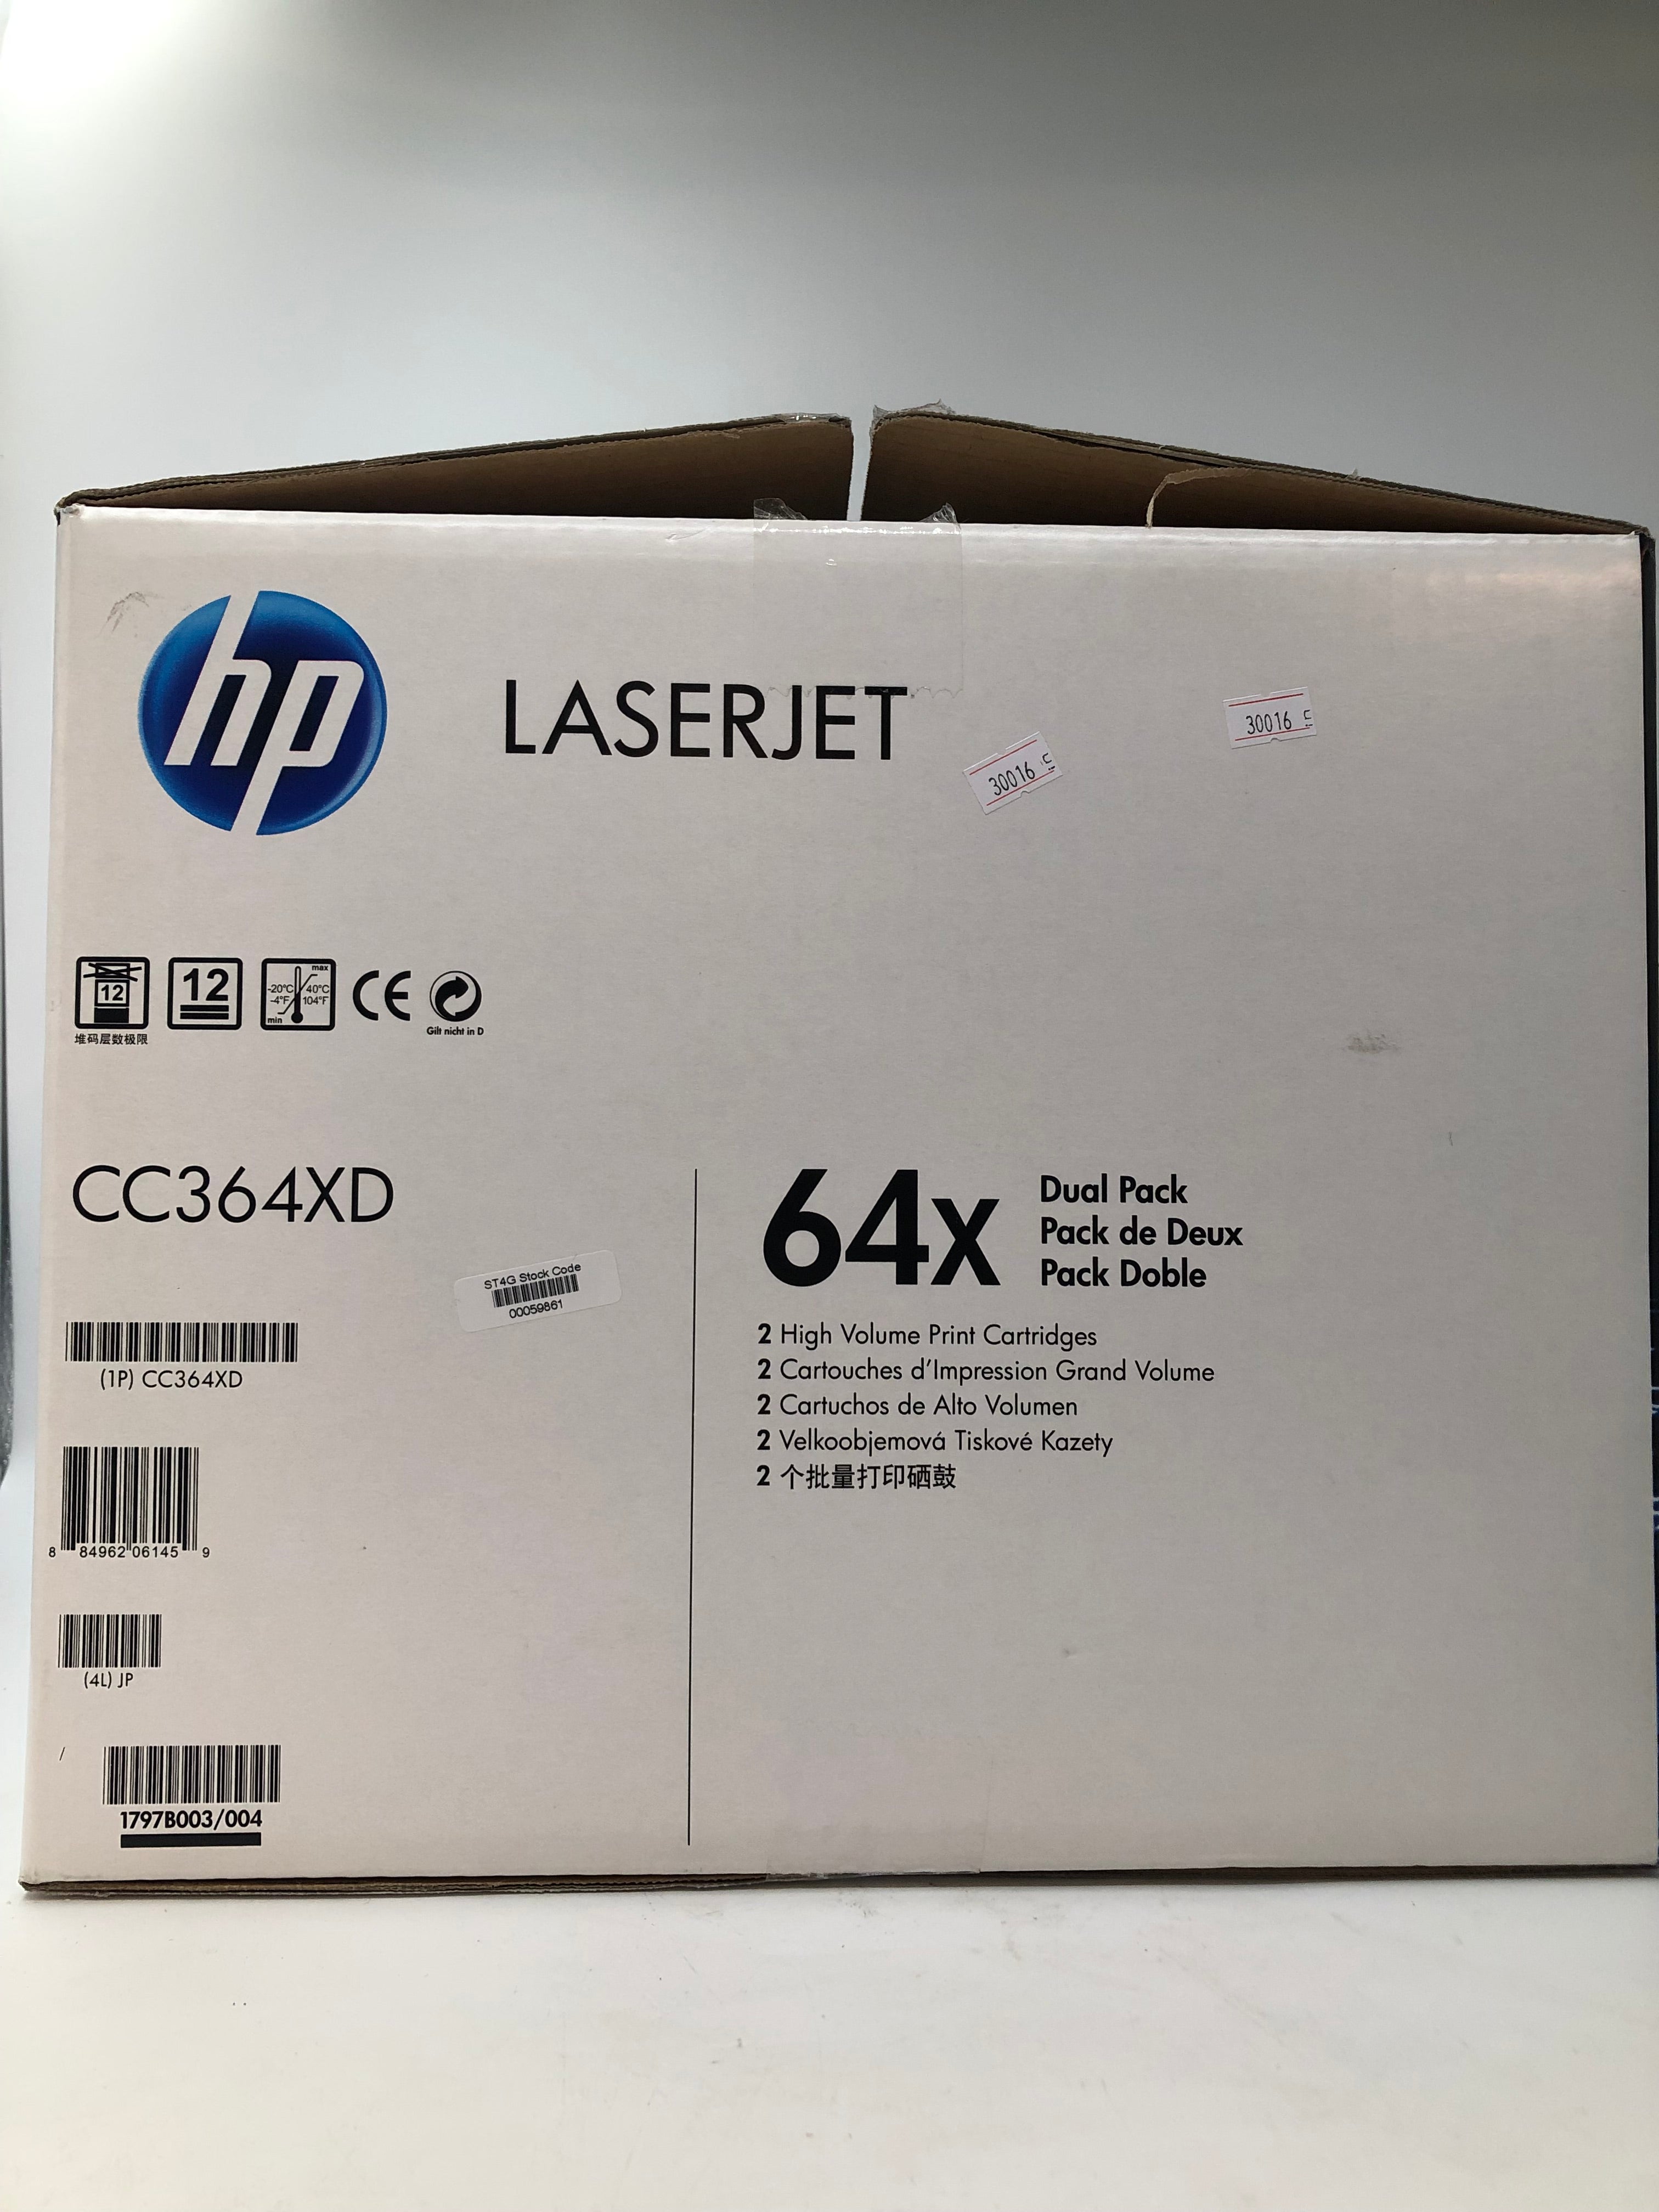 hp
LASERJET
30016
30016
12
12
max
-20°C 40°C
-4°F 104°F
min
CE
堆码层数极限
Gilt nicht in D
CC364XD
ST4G Stock Code
00059861
(1P) CC364XD
8 84962 06145 9
(4L) JP
/
1797B003/004
64x
Dual Pack
Pack de Deux
Pack Doble
2 High Volume Print Cartridges
2 Cartouches d'Impression Grand Volume
2 Cartuchos de Alto Volumen
2 Velkoobjemová Tiskové Kazety
2 个批量打印硒鼓